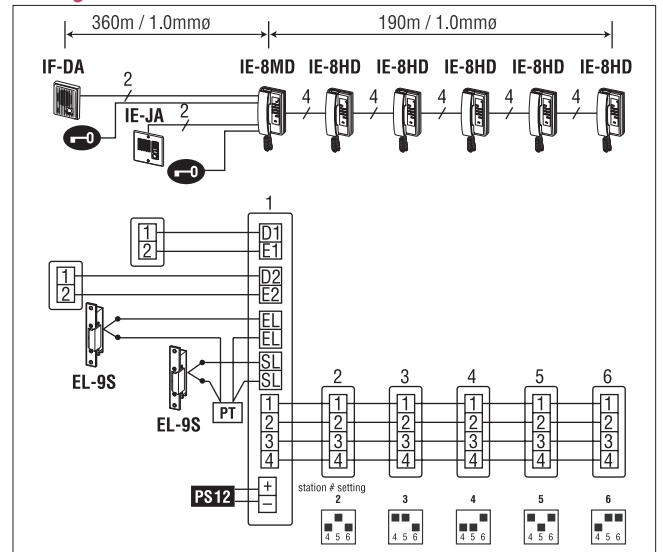 360m / 1.0mmø 190m / 1.0mmø
IF-DA IE-8MD IE-8HD IE-8HD IE-8HD IE-8HD IE-8HD
2 4 4 4 4 4
IE-JA 2
1
1 D1
2 E1
1 D2
2 E2
EL
EL
SL
SL
EL-9S
EL-9S
PT
2 3 4 5 6
1 1 1 1 1 1
2 2 2 2 2 2
3 3 3 3 3 3
4 4 4 4 4 4
PS12 + −
station # setting
2 3 4 5 6
4 5 6 4 5 6 4 5 6 4 5 6 4 5 6